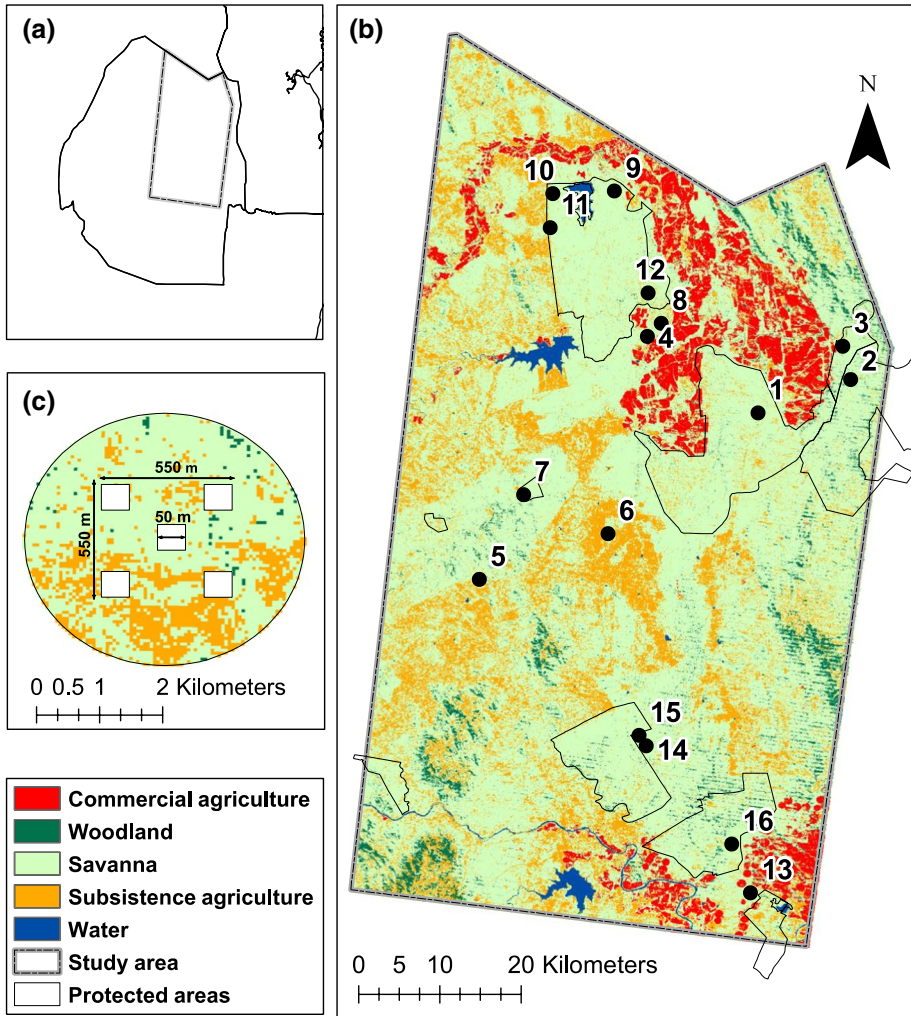 (a)
(b)
N
10
9
11
12
8
4
3
2
1
7
6
5
15
14
16
13
0 5 10 20 Kilometers
(c)
550 m
550 m
50 m
0 0.5 1 2 Kilometers
Commercial agriculture
Woodland
Savanna
Subsistence agriculture
Water
Study area
Protected areas